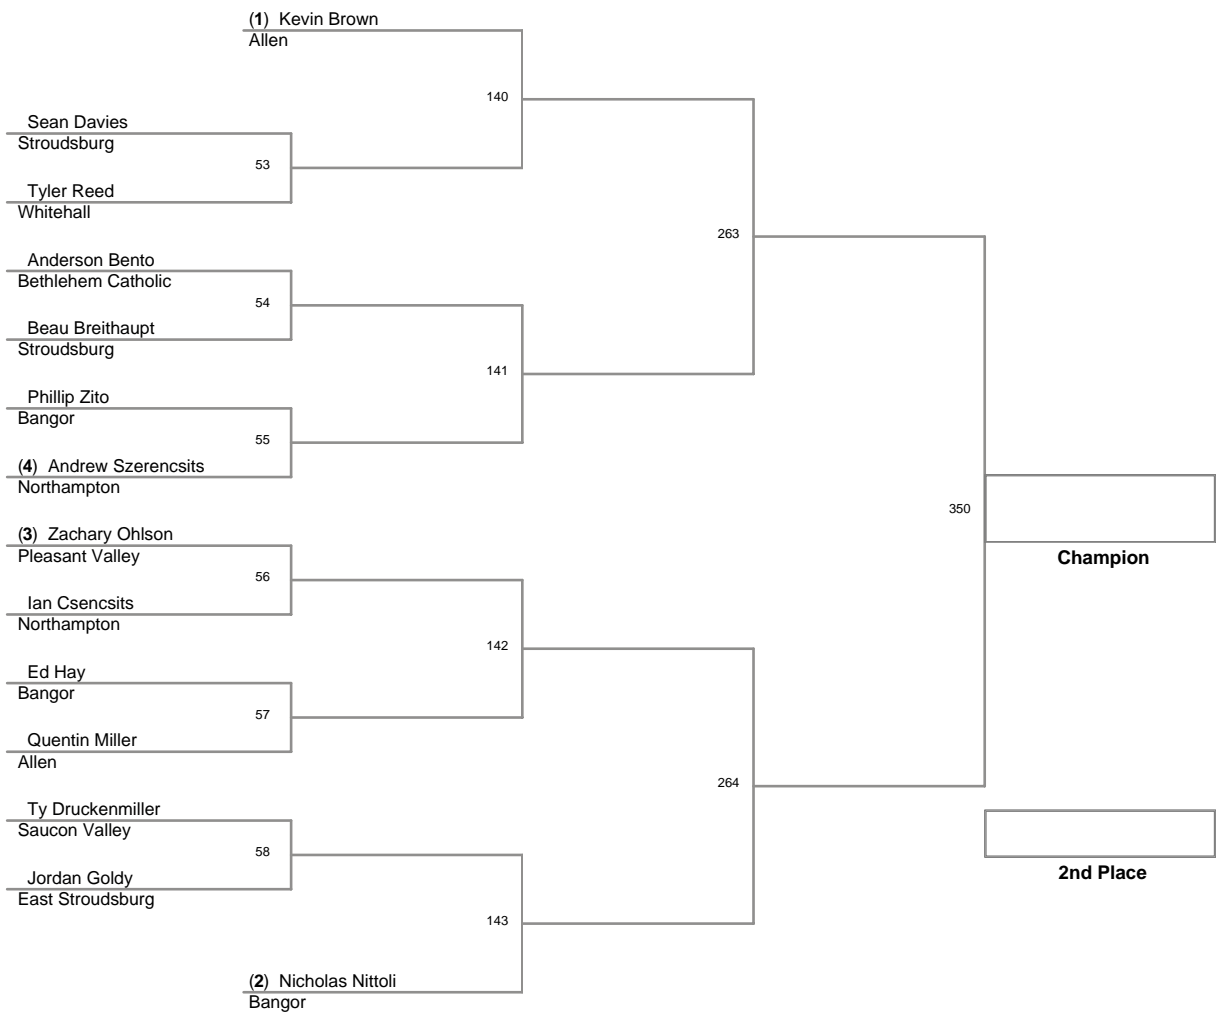 (1) Kevin Brown
Allen
140
Sean Davies
Stroudsburg
53
Tyler Reed
Whitehall
263
Anderson Bento
Bethlehem Catholic
54
Beau Breithaupt
Stroudsburg
141
Phillip Zito
Bangor
55
(4) Andrew Szerencsits
Northampton
350
Champion
(3) Zachary Ohlson
Pleasant Valley
56
Ian Csencsits
Northampton
142
Ed Hay
Bangor
57
Quentin Miller
Allen
264
Ty Druckenmiller
Saucon Valley
58
Jordan Goldy
East Stroudsburg
2nd Place
143
(2) Nicholas Nittoli
Bangor